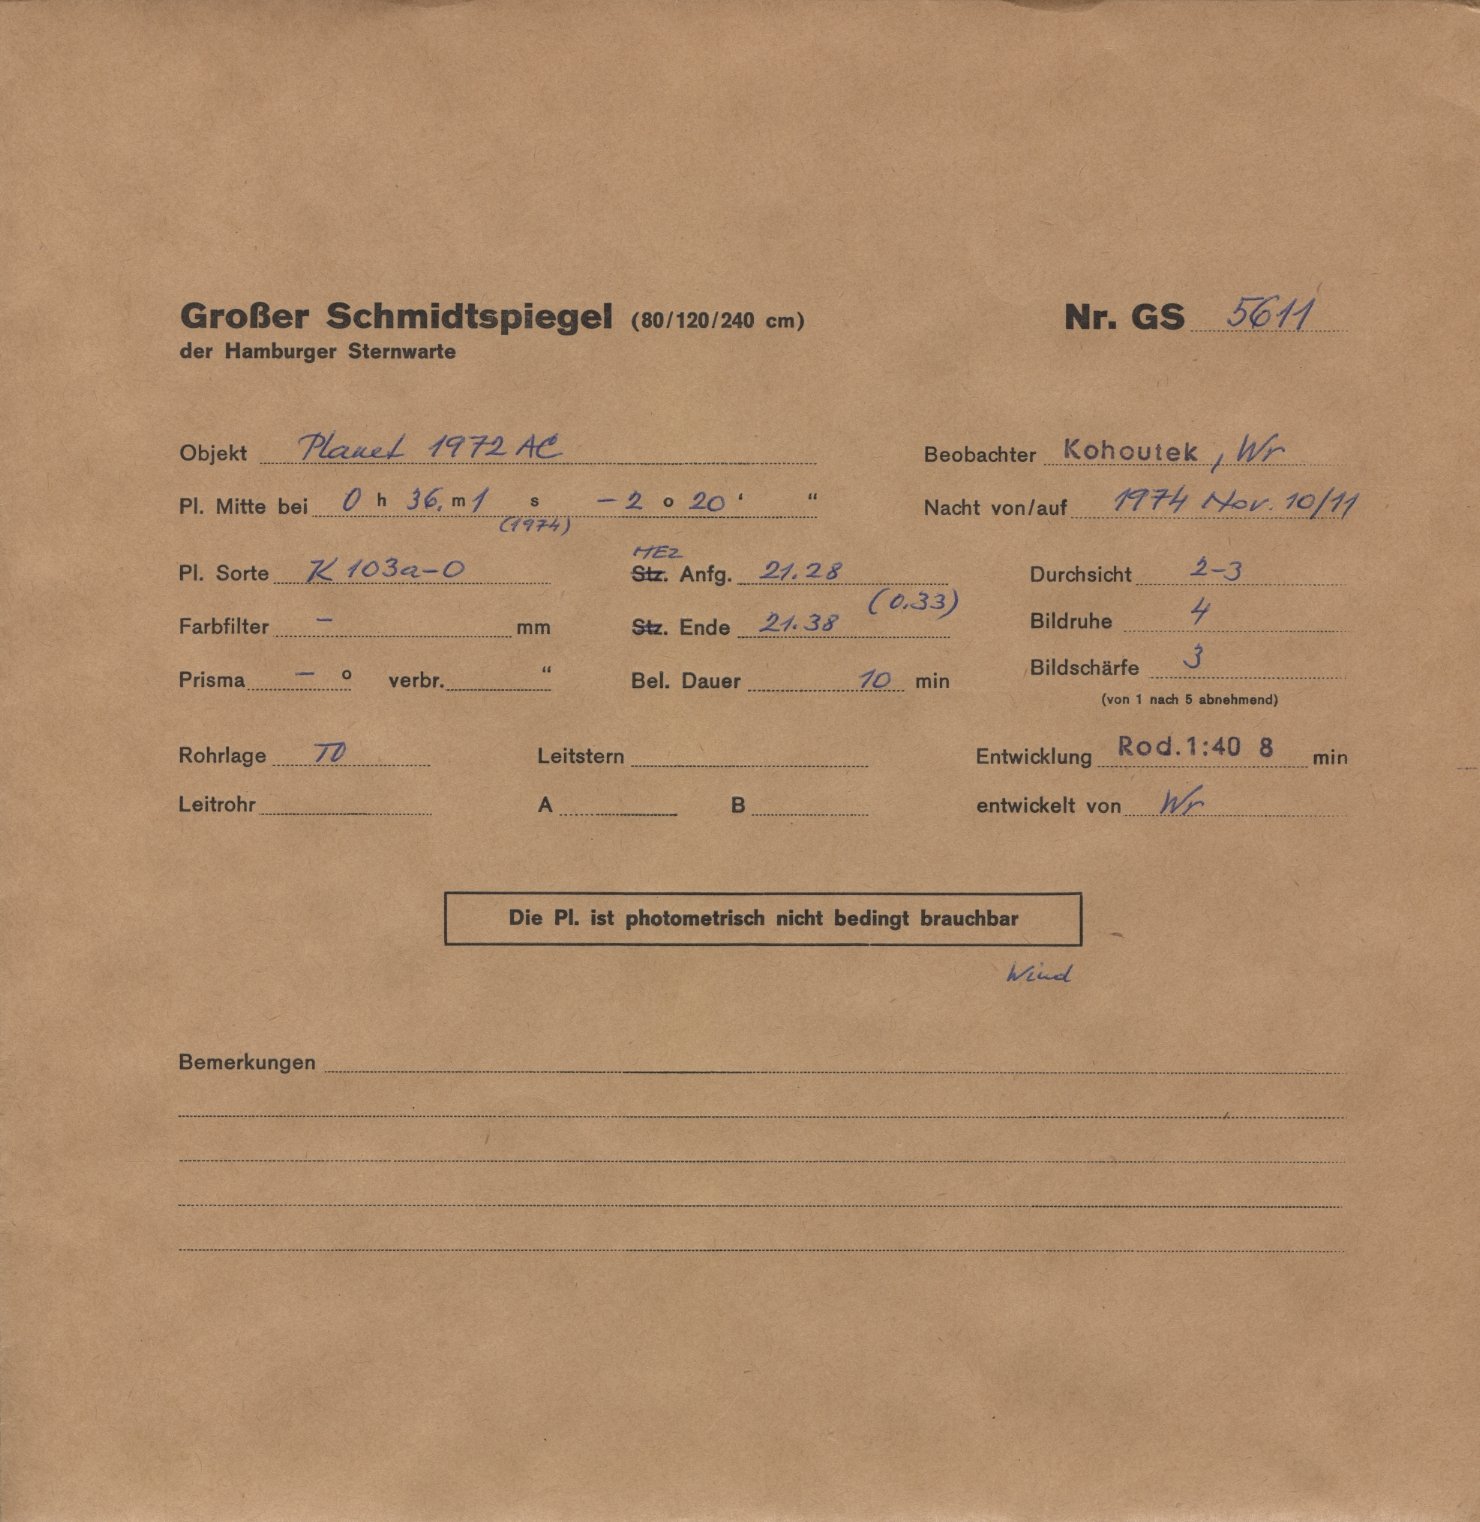 Großer Schmidtspiegel (80/120/240 cm) Nr. GS 5611
der Hamburger Sternwarte
Objekt Planet 1972 AC Beobachter Kohoutek, Wr
Pl. Mitte bei 0 h 36. m 1 s -2 o 20 ‘ “ Nacht von/auf 1974 Nov. 10/11
(1974)
MEZ
Pl. Sorte K 103a-O Stz. Anfg. 21.28 Durchsicht 2-3
(0.33)
Farbfilter - mm Stz. Ende 21.38 Bildruhe 4
Prisma - o verbr. “ Bel. Dauer 10 min Bildschärfe 3
(von 1 nach 5 abnehmend)
Rohrlage Leitstern Entwicklung Rod. 1:40 8 min
Leitrohr A B entwickelt von Wr
Die Pl. ist photometrisch nicht bedingt brauchbar
Wind
Bemerkungen